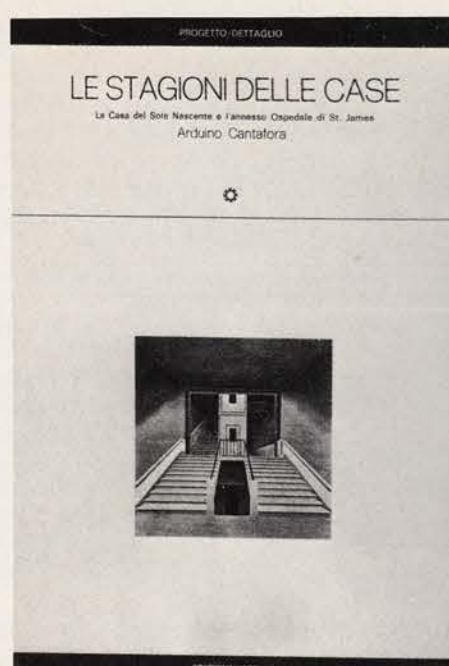 PROGETTO/DETTAGLIO
LE STAGIONI DELLE CASE
La Casa del Sole Nascente e l'annesso Ospedale di St. James
Arduino Cantafora